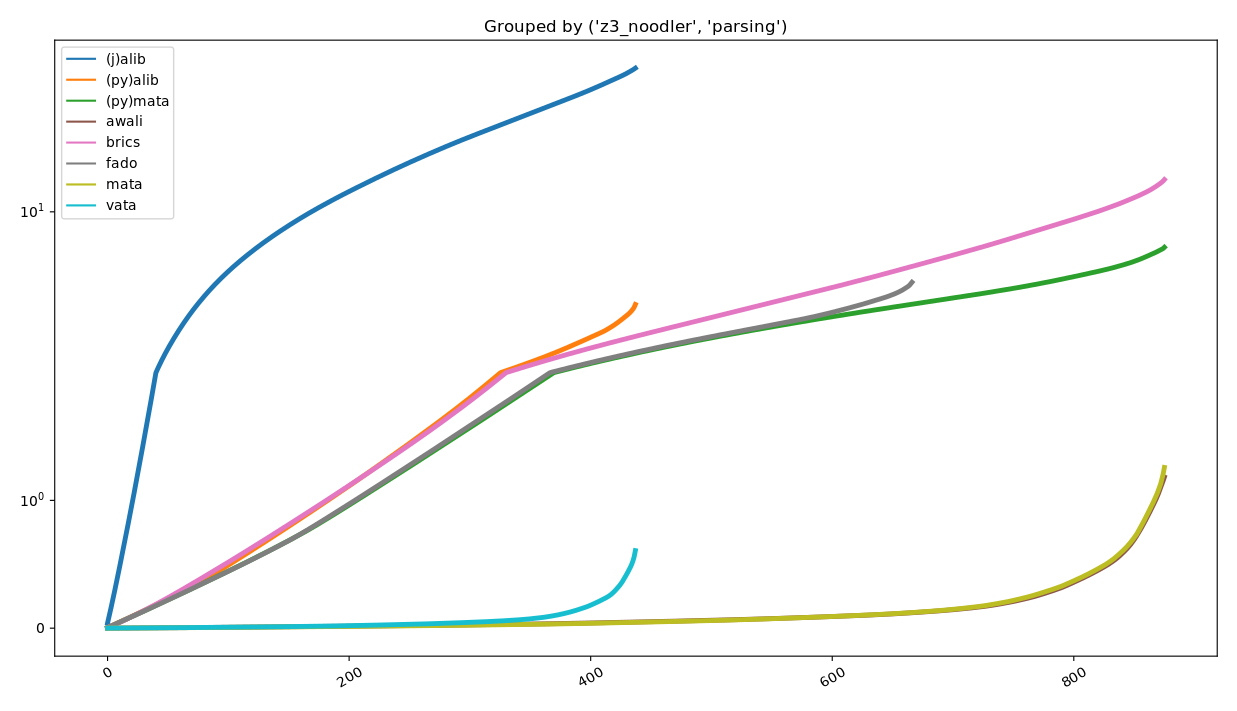 Grouped by ('z3_noodler', 'parsing')
(j)alib
(py)alib
(py)mata
awali
brics
fado
mata
vata
10¹
10⁰
0
0
200
400
600
800